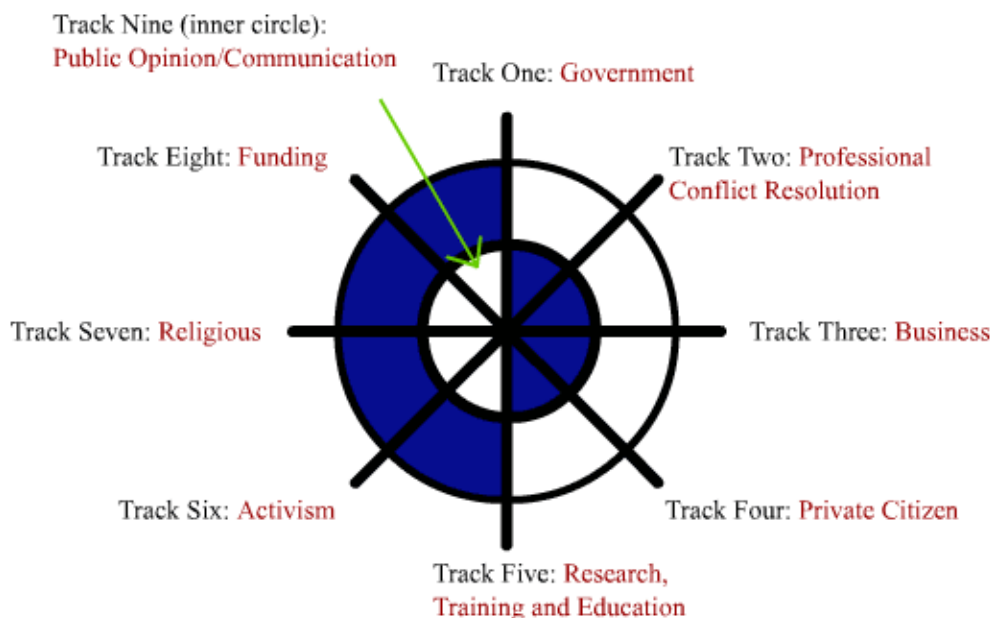 Track Nine (inner circle):
Public Opinion/Communication
Track One: Government
Track Eight: Funding
Track Two: Professional
Conflict Resolution
Track Seven: Religious
Track Three: Business
Track Six: Activism
Track Four: Private Citizen
Track Five: Research,
Training and Education